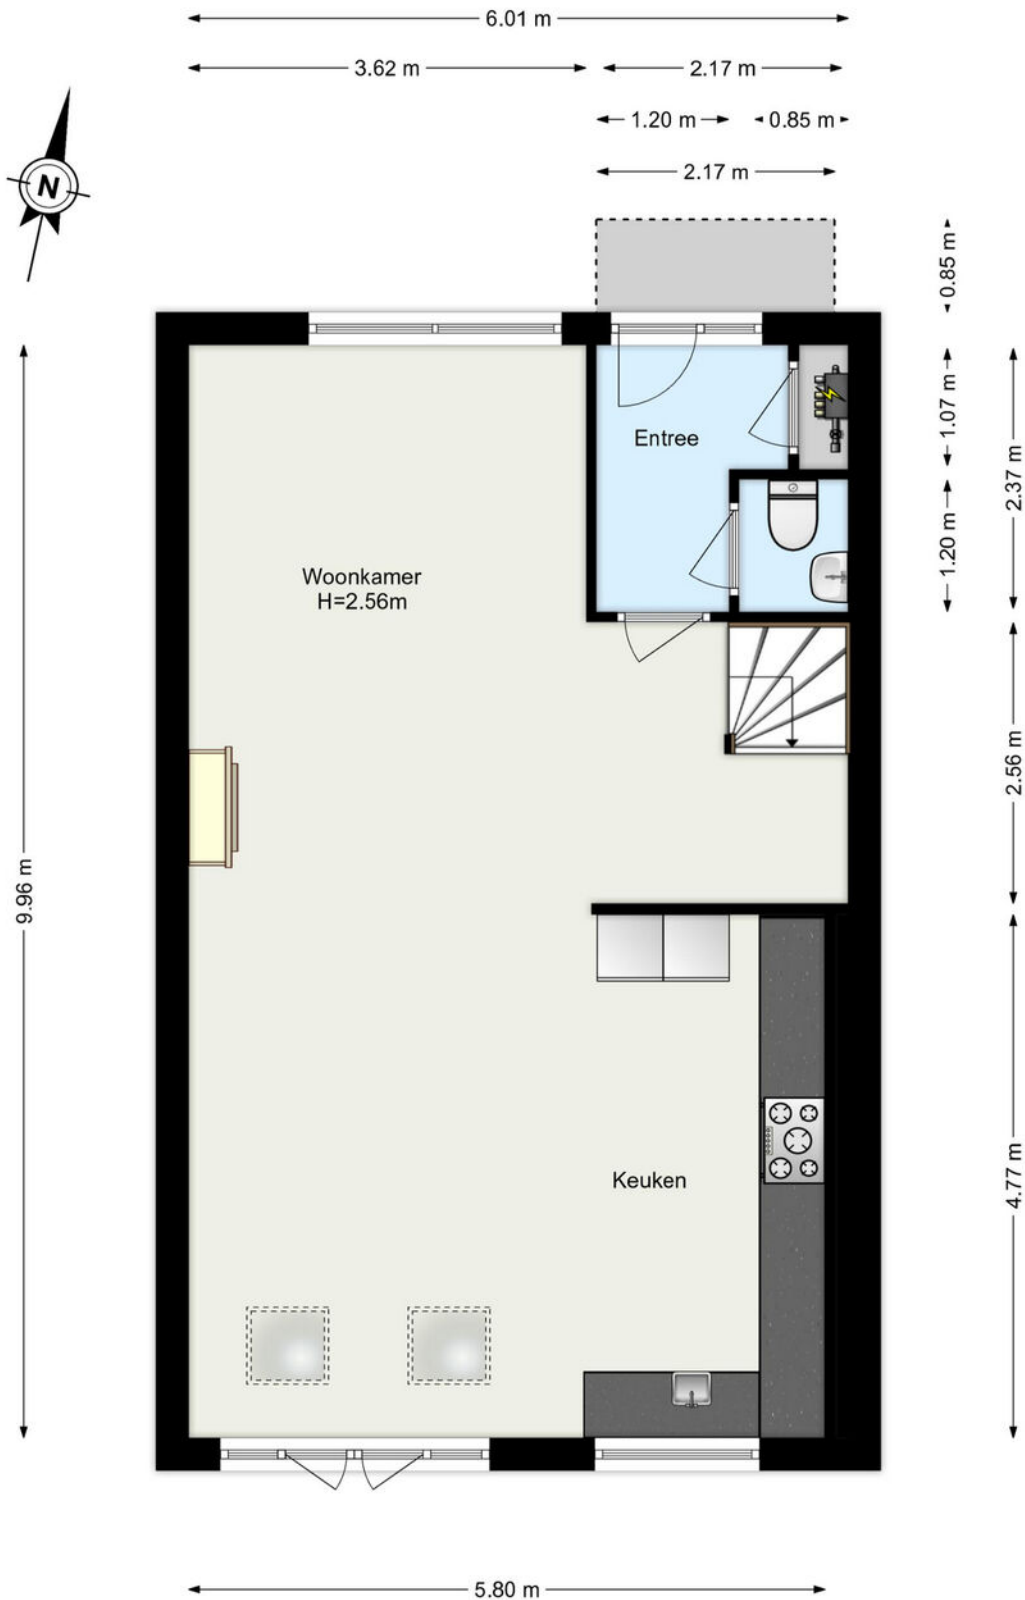 6.01 m
3.62 m
2.17 m
1.20 m
0.85 m
2.17 m
N
0.85 m
1.07 m
2.37 m
Entree
1.20 m
Woonkamer
H=2.56m
2.56 m
9.96 m
4.77 m
Keuken
5.80 m